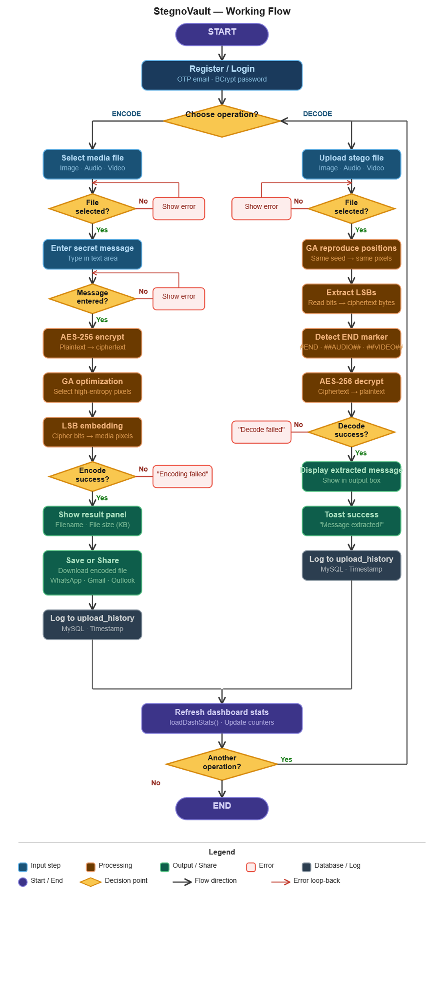 StegnoVault — Working Flow
START
Register / Login
OTP email · BCrypt password
Choose operation?
ENCODE
DECODE
Select media file
Image · Audio · Video
File
selected?
No
Show error
Yes
Enter secret message
Type in text area
Message
entered?
No
Show error
Yes
AES-256 encrypt
Plaintext → ciphertext
GA optimization
Select high-entropy pixels
LSB embedding
Cipher bits → media pixels
Encode
success?
No
"Encoding failed"
Yes
Show result panel
Filename · File size (KB)
Save or Share
Download encoded file
WhatsApp · Gmail · Outlook
Log to upload_history
MySQL · Timestamp
Upload stego file
Image · Audio · Video
File
selected?
No
Show error
Yes
GA reproduce positions
Same seed → same pixels
Extract LSBs
Read bits → ciphertext bytes
Detect END marker
#END · ##AUDIO## · ##VIDEO##
AES-256 decrypt
Ciphertext → plaintext
Decode
success?
No
"Decode failed"
Yes
Display extracted message
Show in output box
Toast success
"Message extracted!"
Log to upload_history
MySQL · Timestamp
Refresh dashboard stats
loadDashStats() · Update counters
Another
operation?
Yes
No
END
Legend
Input step
Processing
Output / Share
Error
Database / Log
Start / End
Decision point
Flow direction
Error loop-back